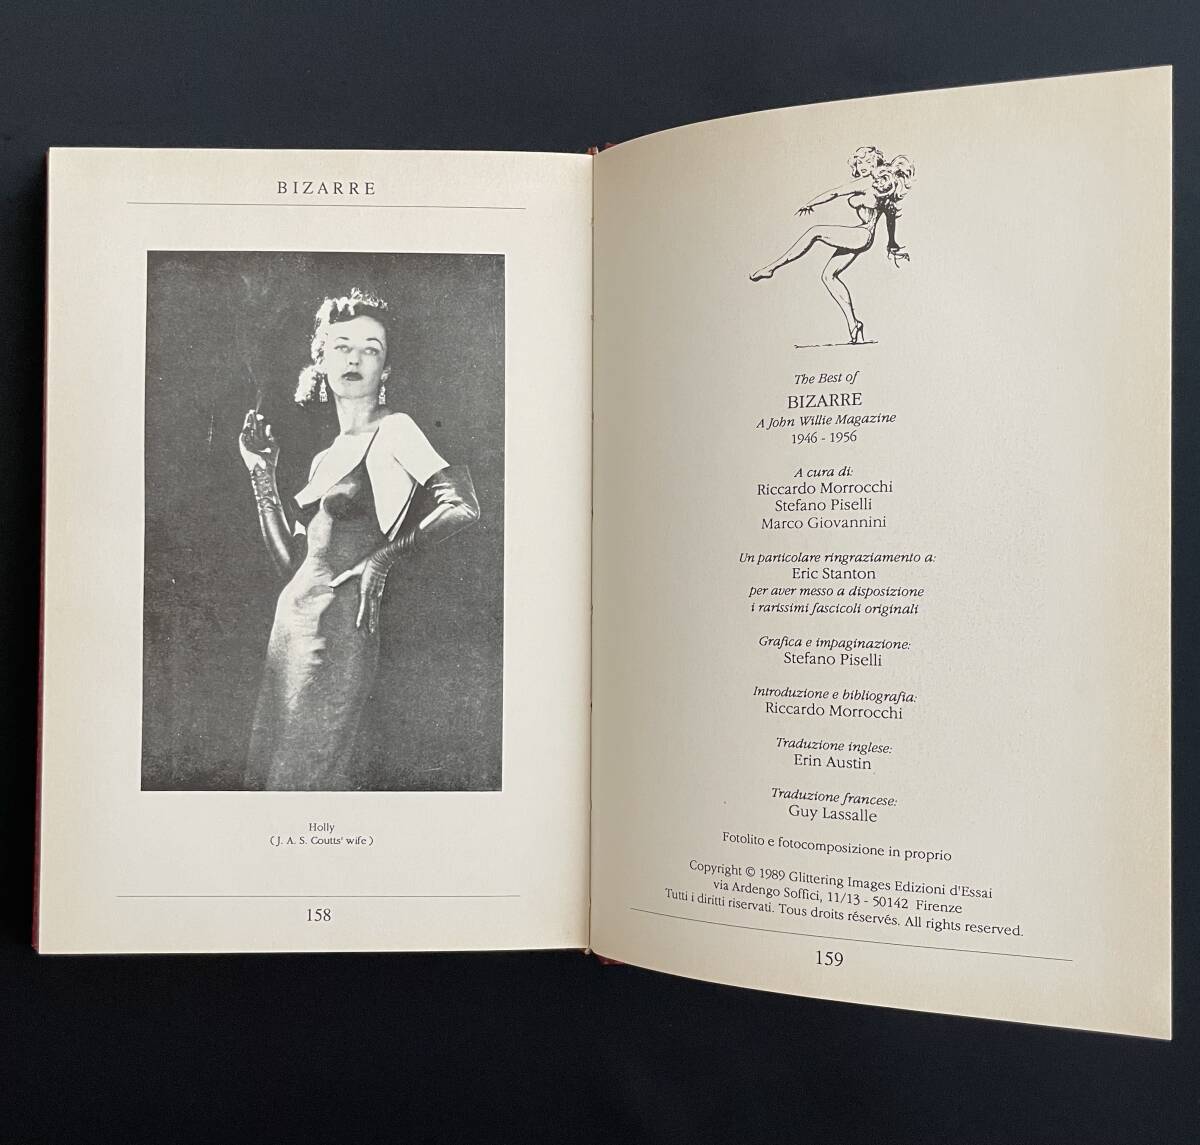 BIZARRE
Holly
(J. A. S. Coutts' wife)
158
The Best of
BIZARRE
A John Willie Magazine
1946 - 1956
A cura di:
Riccardo Morrocchi
Stefano Piselli
Marco Giovannini
Un particolare ringraziamento a:
Eric Stanton
per aver messo a disposizione
i rarissimi fascicoli originali
Grafica e impaginazione:
Stefano Piselli
Introduzione e bibliografia:
Riccardo Morrocchi
Traduzione inglese:
Erin Austin
Traduzione francese:
Guy Lassalle
Fotolito e fotocomposizione in proprio
Copyright © 1989 Glittering Images Edizioni d'Essai
via Ardengo Soffici, 11/13 - 50142 Firenze
Tutti i diritti riservati. Tous droits réservés. All rights reserved.
159